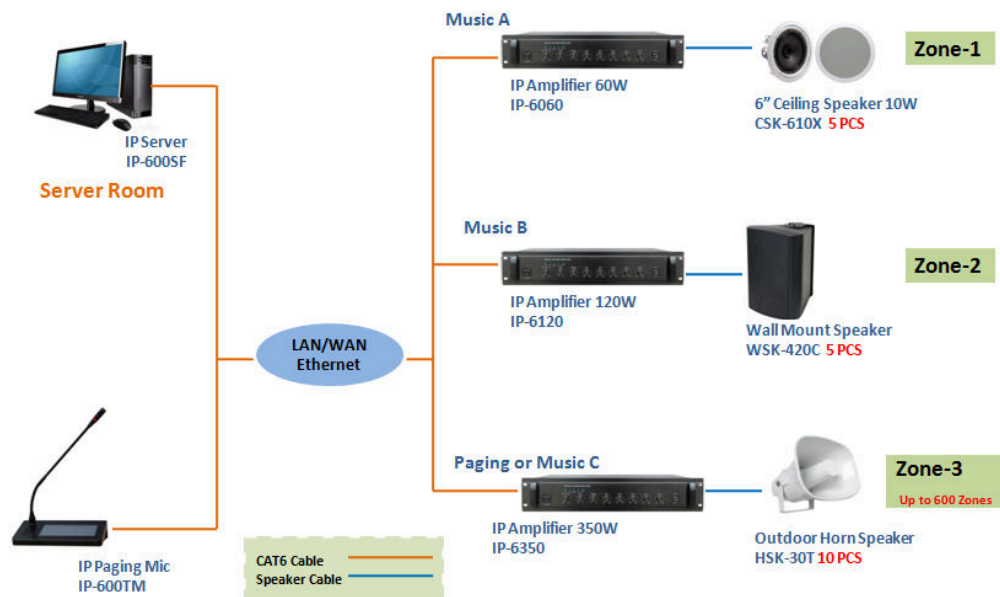 Music A
IP Amplifier 60W
IP-6060
6" Ceiling Speaker 10W
CSK-610X 5 PCS
Zone-1
IP Server
IP-600SF
Server Room
Music B
IP Amplifier 120W
IP-6120
Wall Mount Speaker
WSK-420C 5 PCS
Zone-2
LAN/WAN
Ethernet
Paging or Music C
IP Amplifier 350W
IP-6350
Outdoor Horn Speaker
HSK-30T 10 PCS
Zone-3
Up to 600 Zones
IP Paging Mic
IP-600TM
CAT6 Cable
Speaker Cable